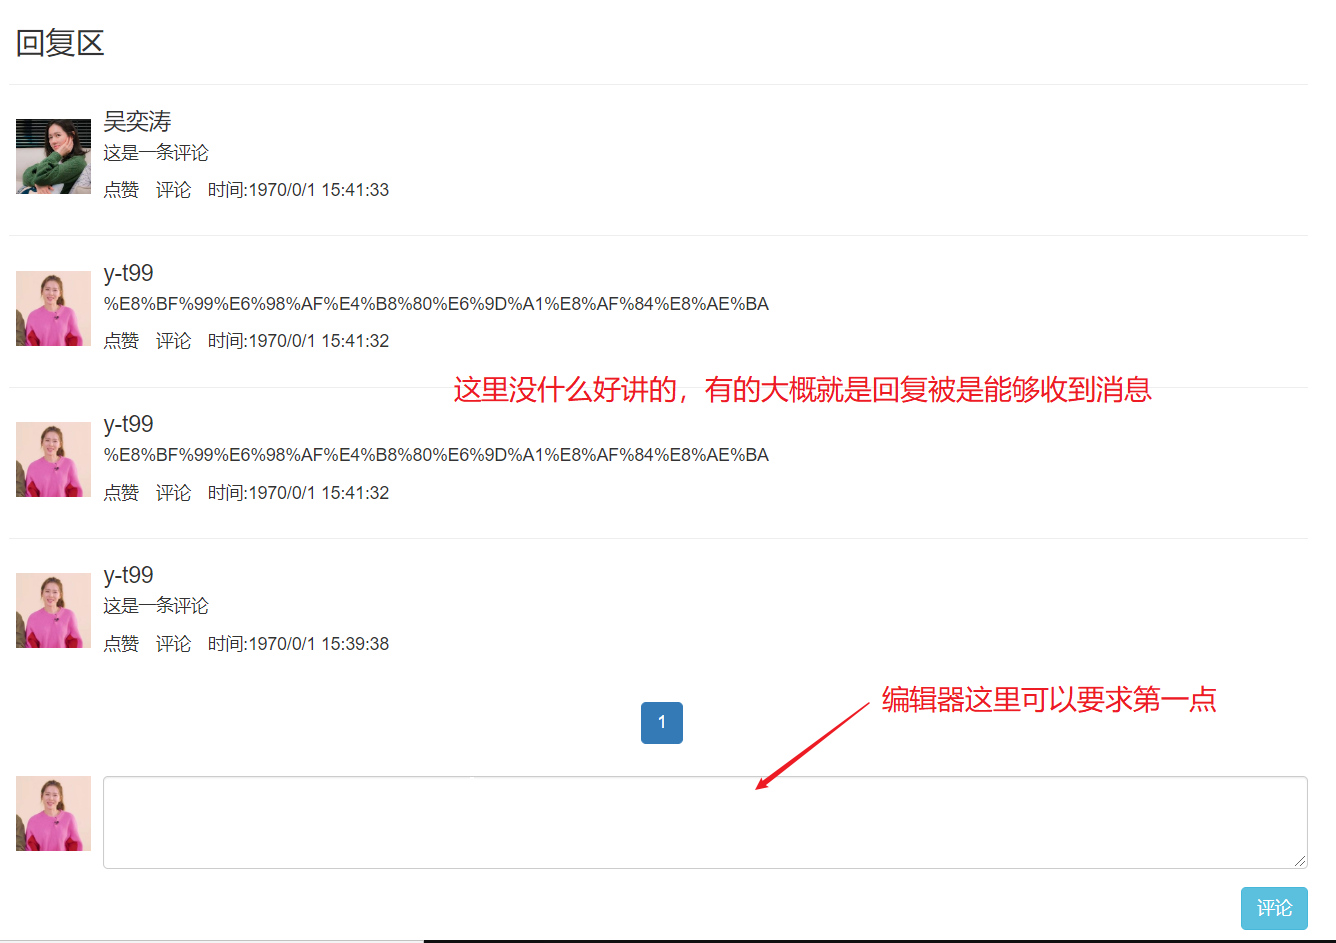 回复区
吴奕涛
这是一条评论
点赞 评论 时间:1970/0/1 15:41:33
y-t99
%E8%BF%99%E6%98%AF%E4%B8%80%E6%9D%A1%E8%AF%84%E8%AE%BA
点赞 评论 时间:1970/0/1 15:41:32
这里没什么好讲的，有的大概就是回复被是能够收到消息
y-t99
%E8%BF%99%E6%98%AF%E4%B8%80%E6%9D%A1%E8%AF%84%E8%AE%BA
点赞 评论 时间:1970/0/1 15:41:32
y-t99
这是一条评论
点赞 评论 时间:1970/0/1 15:39:38
编辑器这里可以要求第一点
1
评论